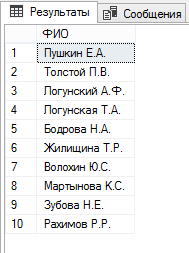 Результаты Сообщения
ФИО
1 Пушкин Е.А.
2 Толстой П.В.
3 Логунский А.Ф.
4 Логунская Т.А.
5 Бодрова Н.А.
6 Жилищина Т.Р.
7 Волохин Ю.С.
8 Мартынова К.С.
9 Зубова Н.Е.
10 Рахимов Р.Р.